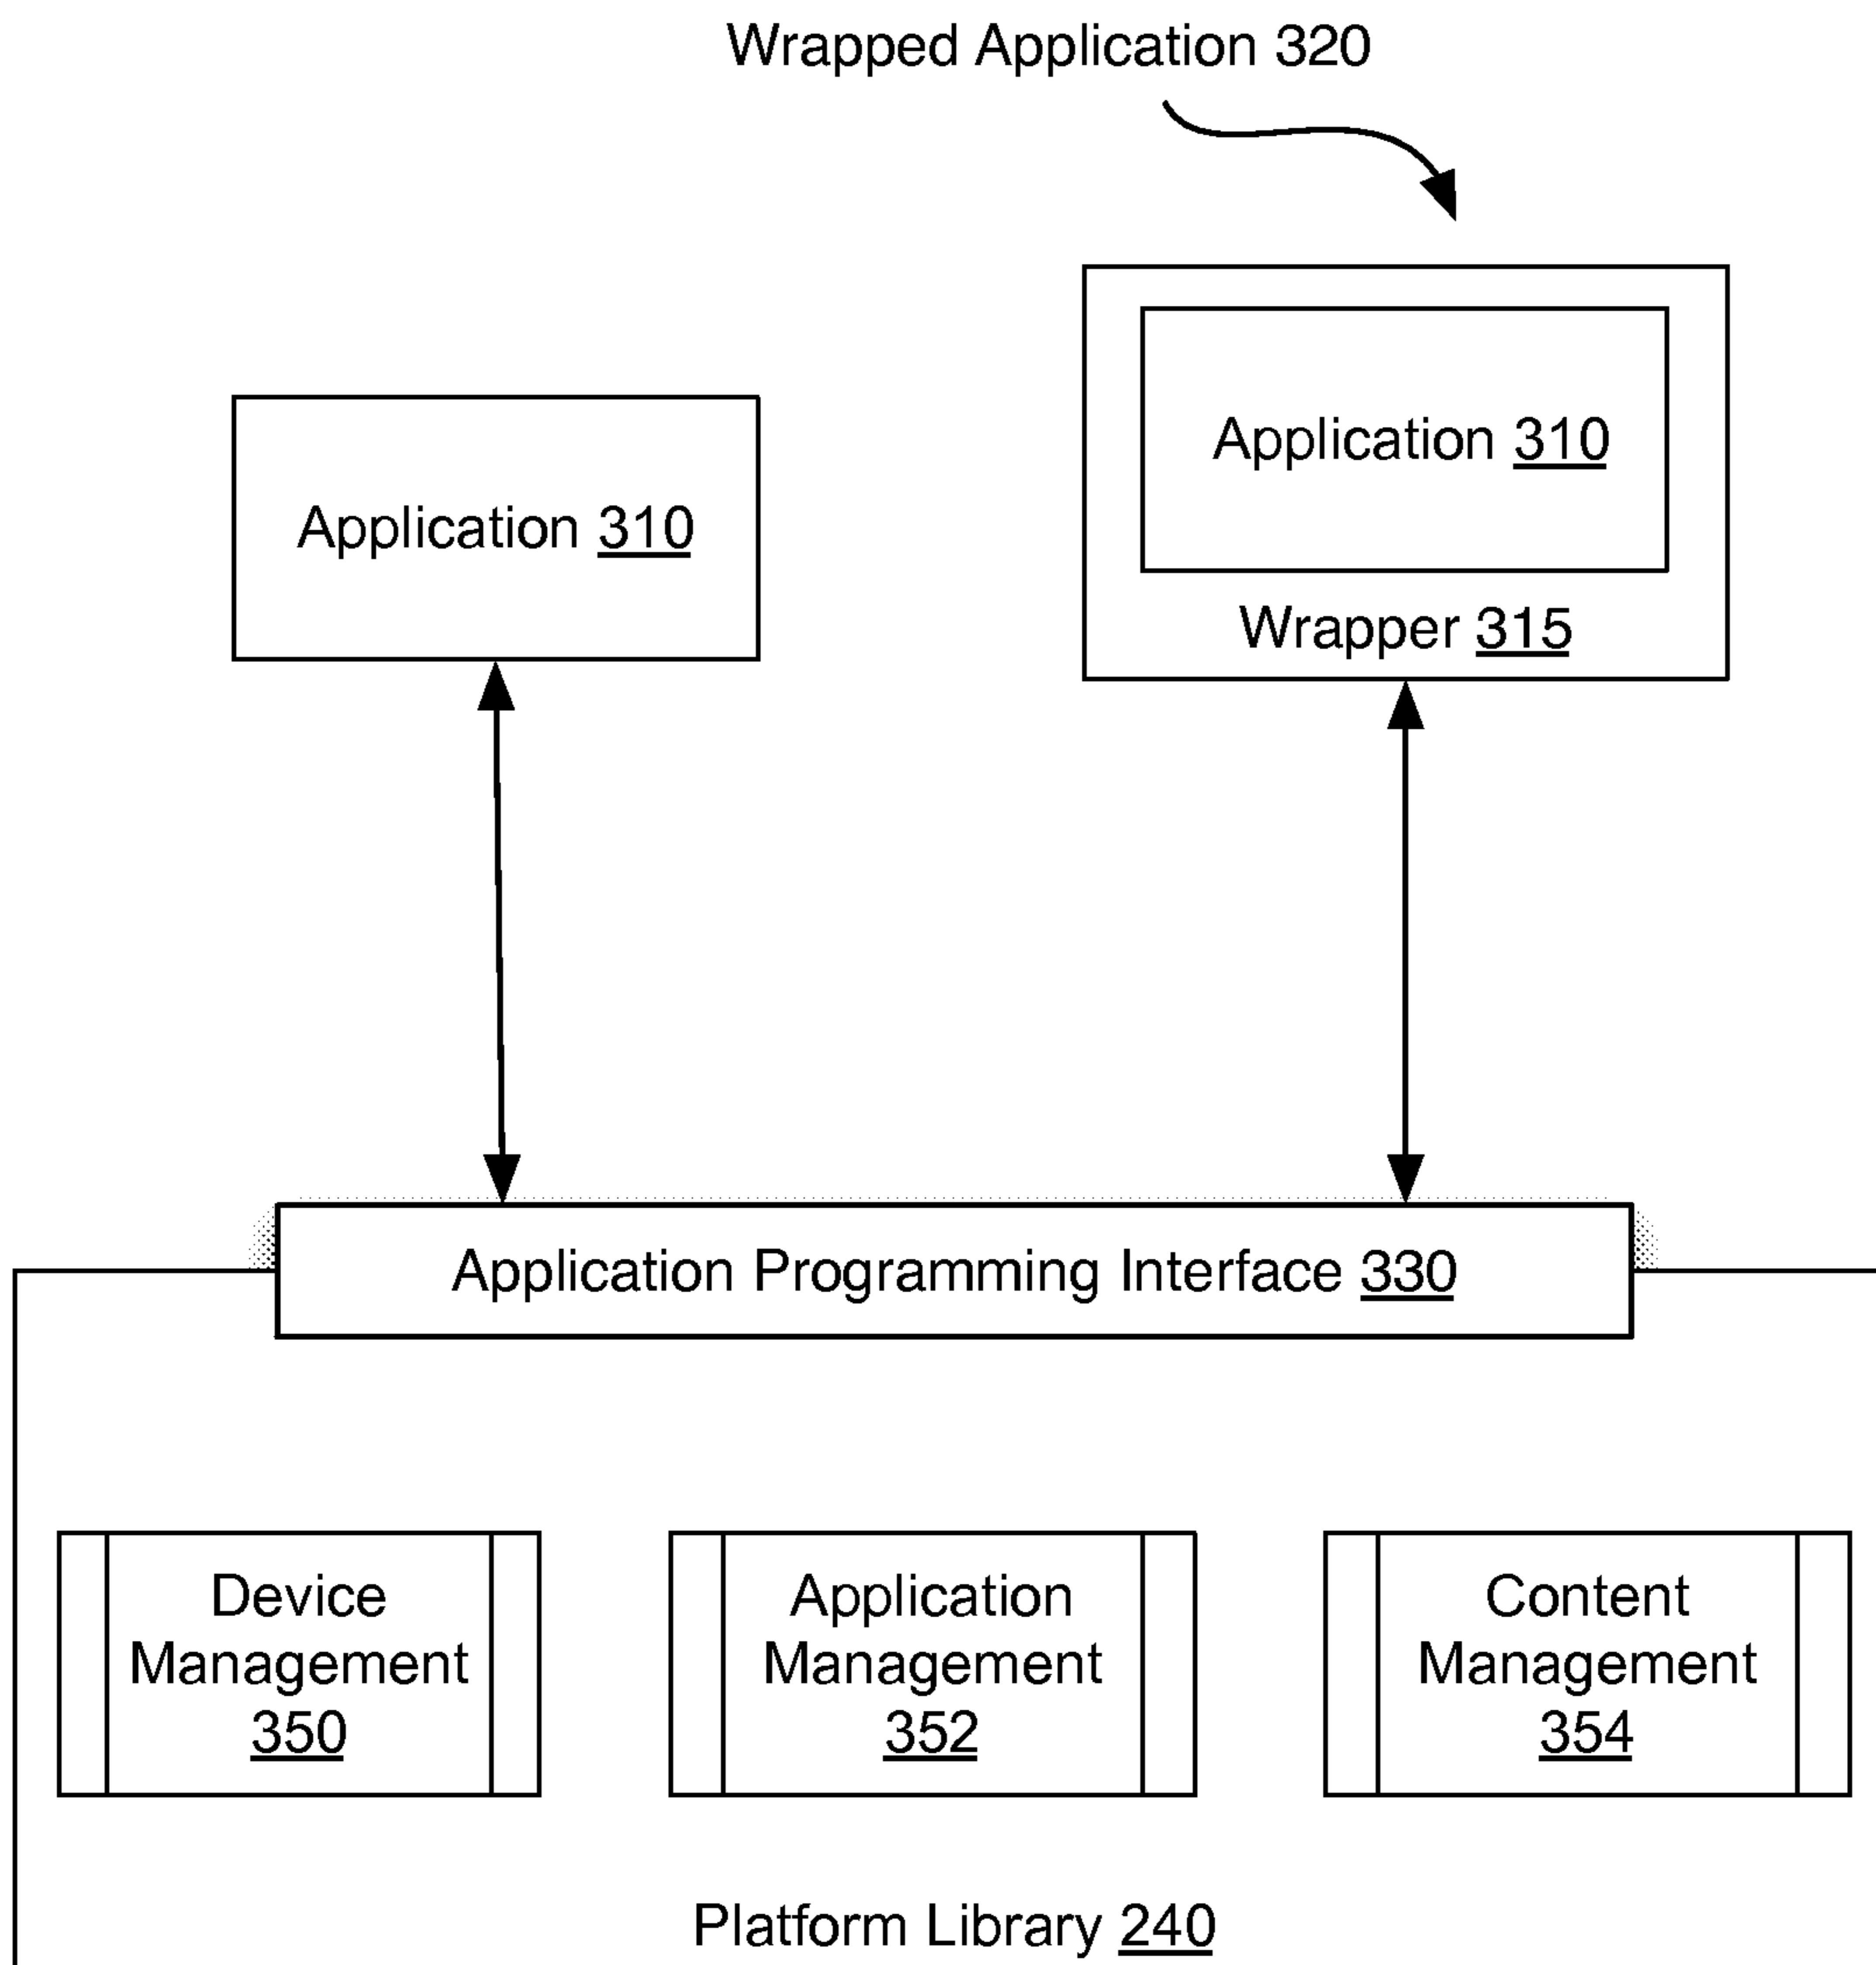 Wrapped Application 320
Application 310
Application 310
Wrapper 315
Application Programming Interface 330
Device
Management
350
Application
Management
352
Content
Management
354
Platform Library 240